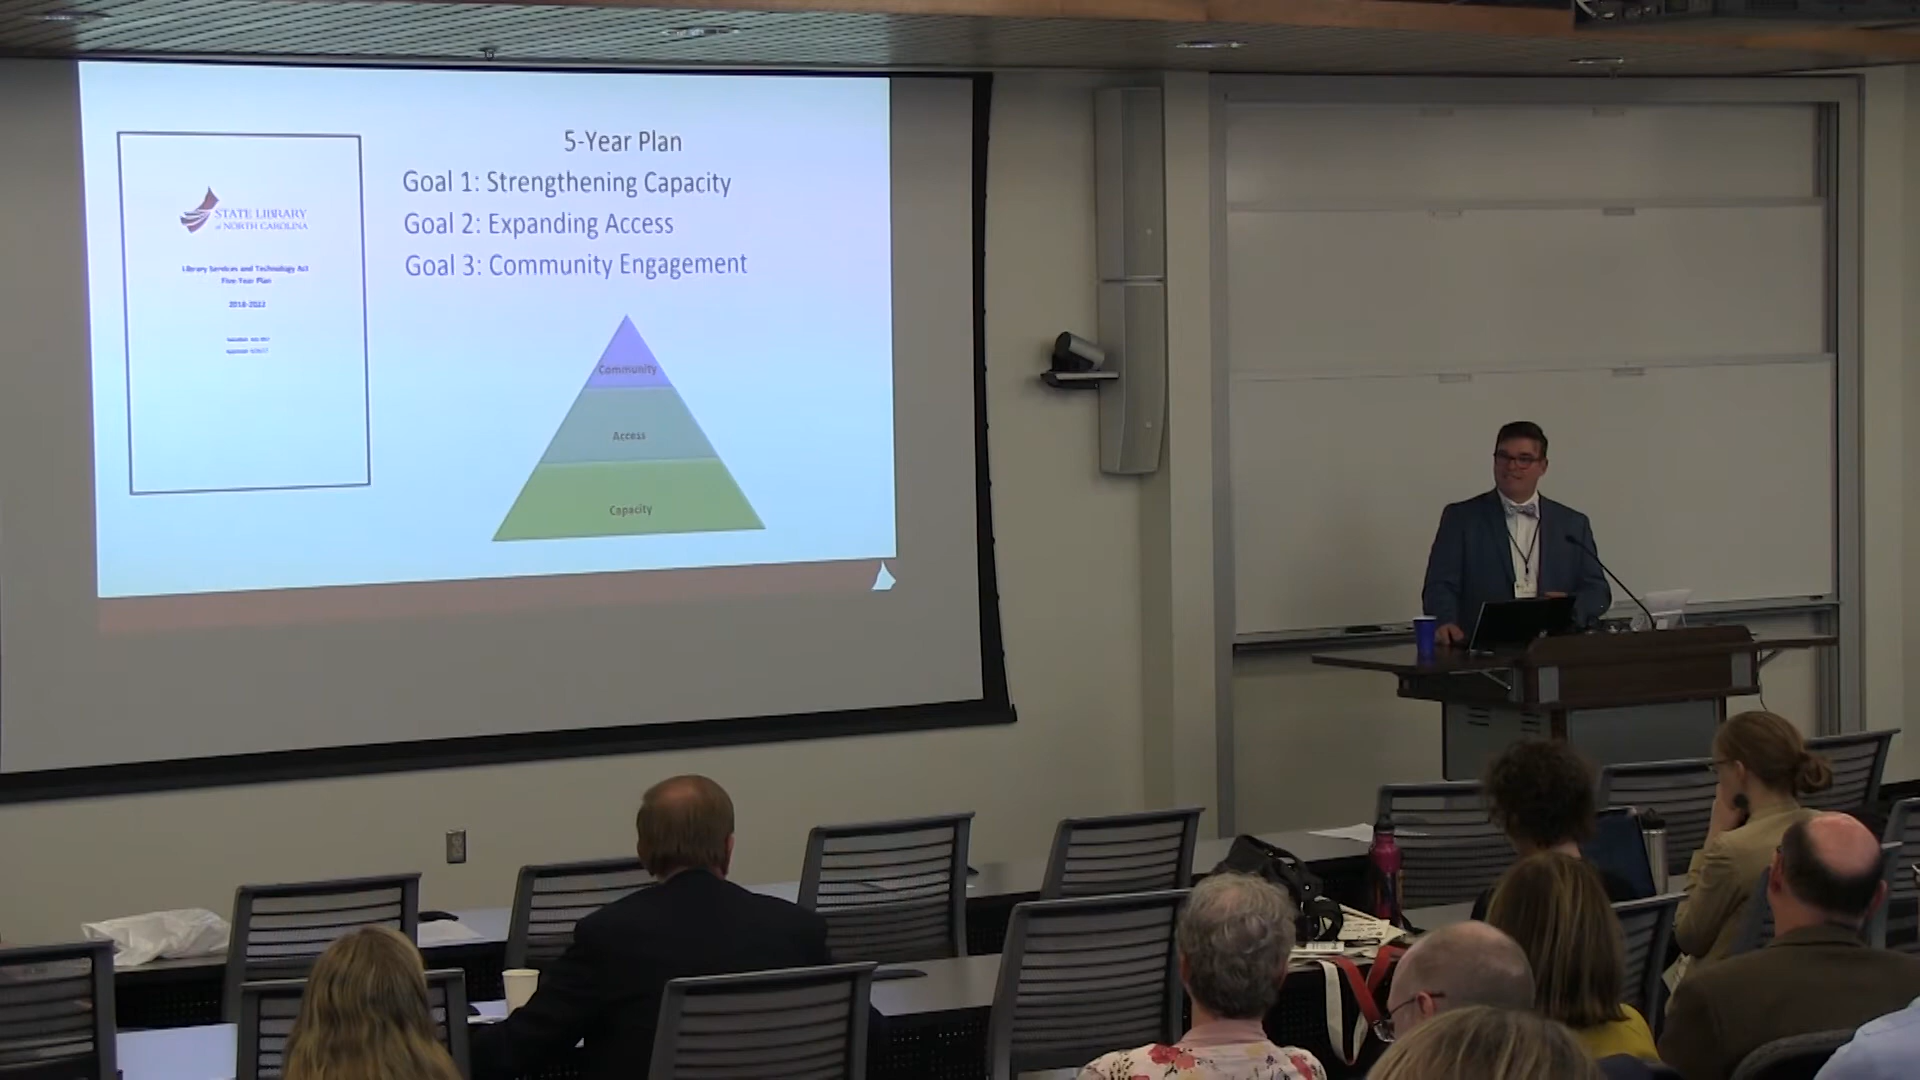 STATE LIBRARY
of NORTH CAROLINA
Library Services and Technology Act
Five-Year Plan
2018-2022
5-Year Plan
Goal 1: Strengthening Capacity
Goal 2: Expanding Access
Goal 3: Community Engagement
Community
Access
Capacity